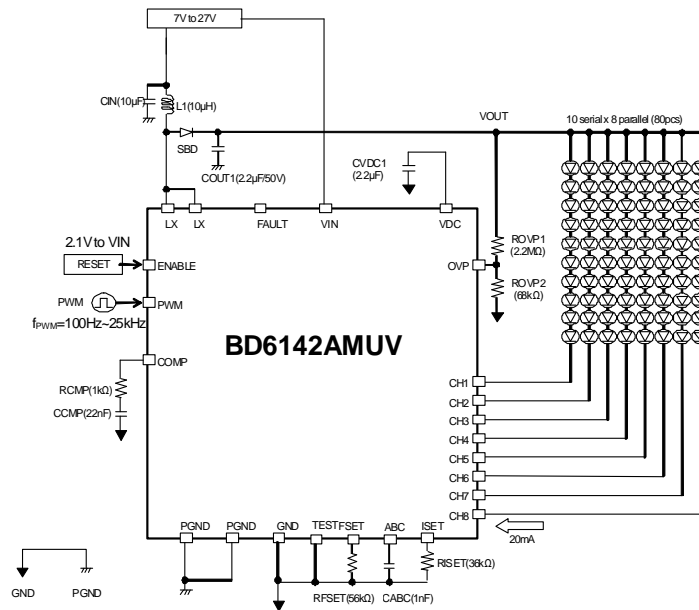 7V to 27V
CIN(10μF)
L1(10μH)
SBD
COUT1(2.2μF/50V)
VOUT
10 serial x 8 parallel (80pcs)
CVDC1
(2.2μF)
LX
LX
FAULT
VIN
VDC
2.1V to VIN
RESET
ENABLE
PWM
PWM
fPWM=100Hz~25kHz
COMP
RCMP(1kΩ)
CCMP(22nF)
BD6142AMUV
OVP
ROVP1
(2.2MΩ)
ROVP2
(68kΩ)
CH1
CH2
CH3
CH4
CH5
CH6
CH7
CH8
20mA
PGND
PGND
GND
TEST
FSET
ABC
ISET
RISET(36kΩ)
RFSET(56kΩ)
CABC(1nF)
GND
PGND